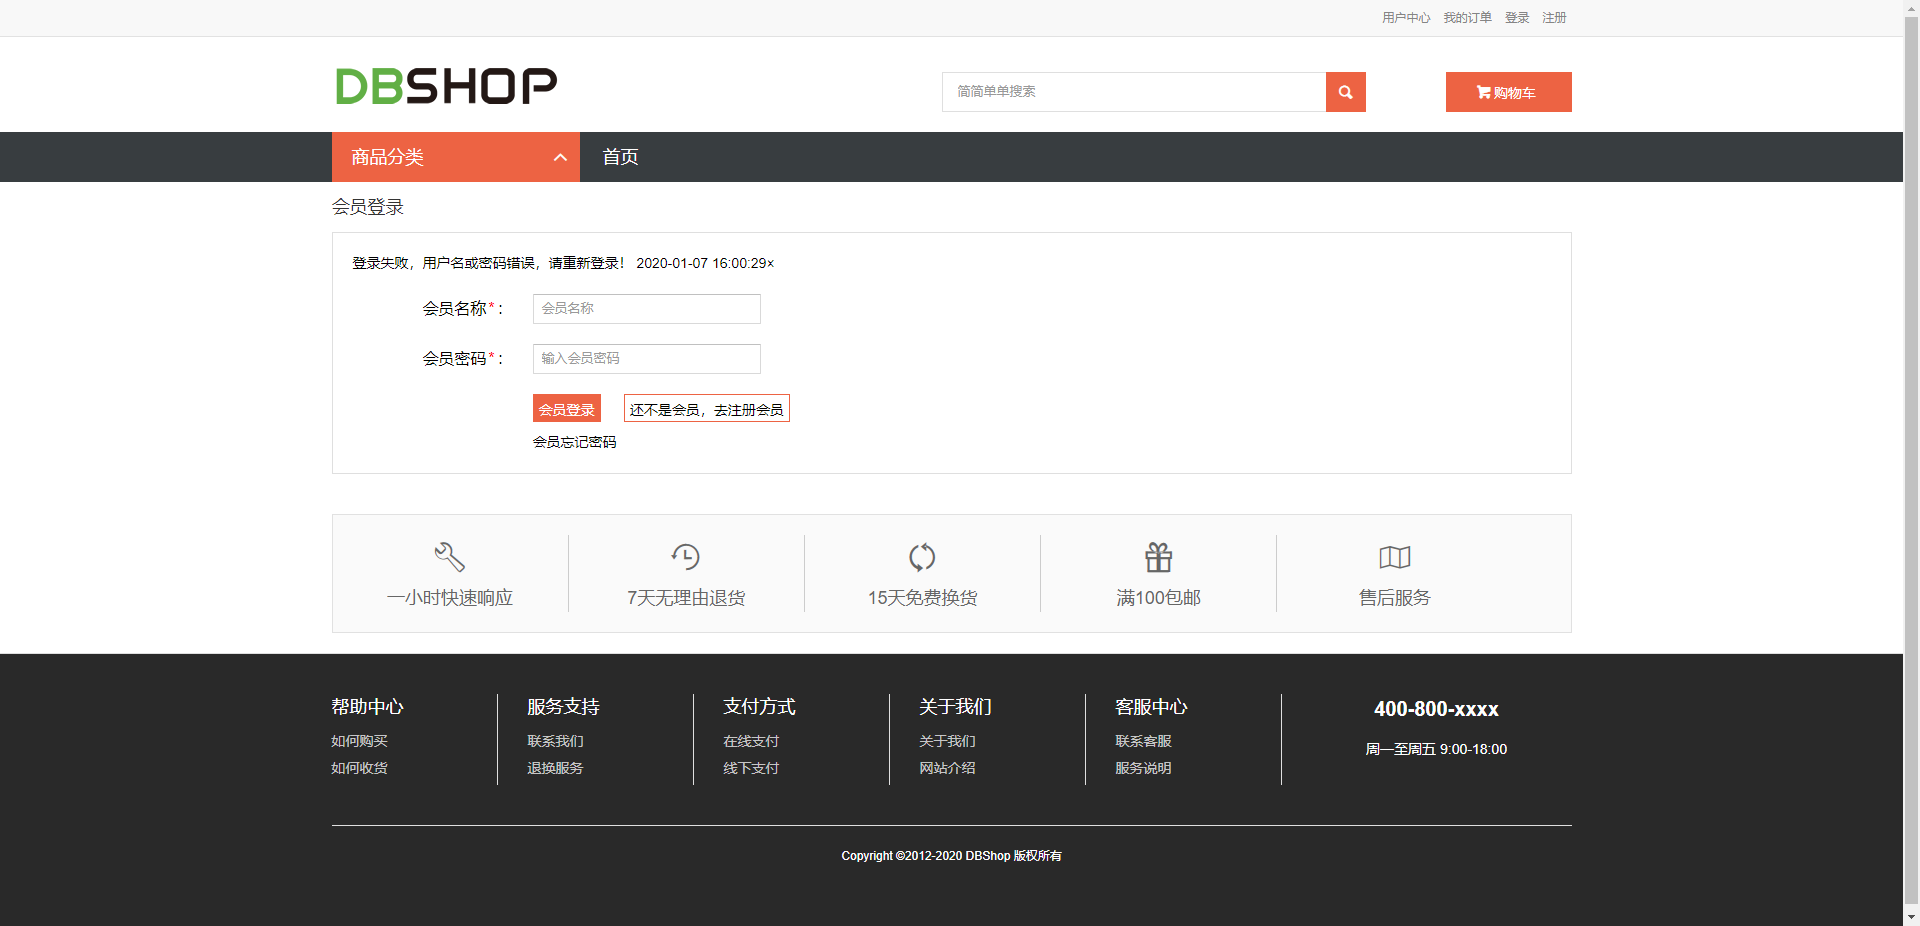 用户中心 我的订单 登录 注册
DBSHOP
简简单单搜索
购物车
商品分类
首页
会员登录
登录失败，用户名或密码错误，请重新登录！ 2020-01-07 16:00:29×
会员名称*：
会员名称
会员密码*：
输入会员密码
会员登录
还不是会员，去注册会员
会员忘记密码
一小时快速响应
7天无理由退货
15天免费换货
满100包邮
售后服务
帮助中心
如何购买
如何收货
服务支持
联系我们
退换服务
支付方式
在线支付
线下支付
关于我们
关于我们
网站介绍
客服中心
联系客服
服务说明
400-800-xxxx
周一至周五 9:00-18:00
Copyright ©2012-2020 DBShop 版权所有